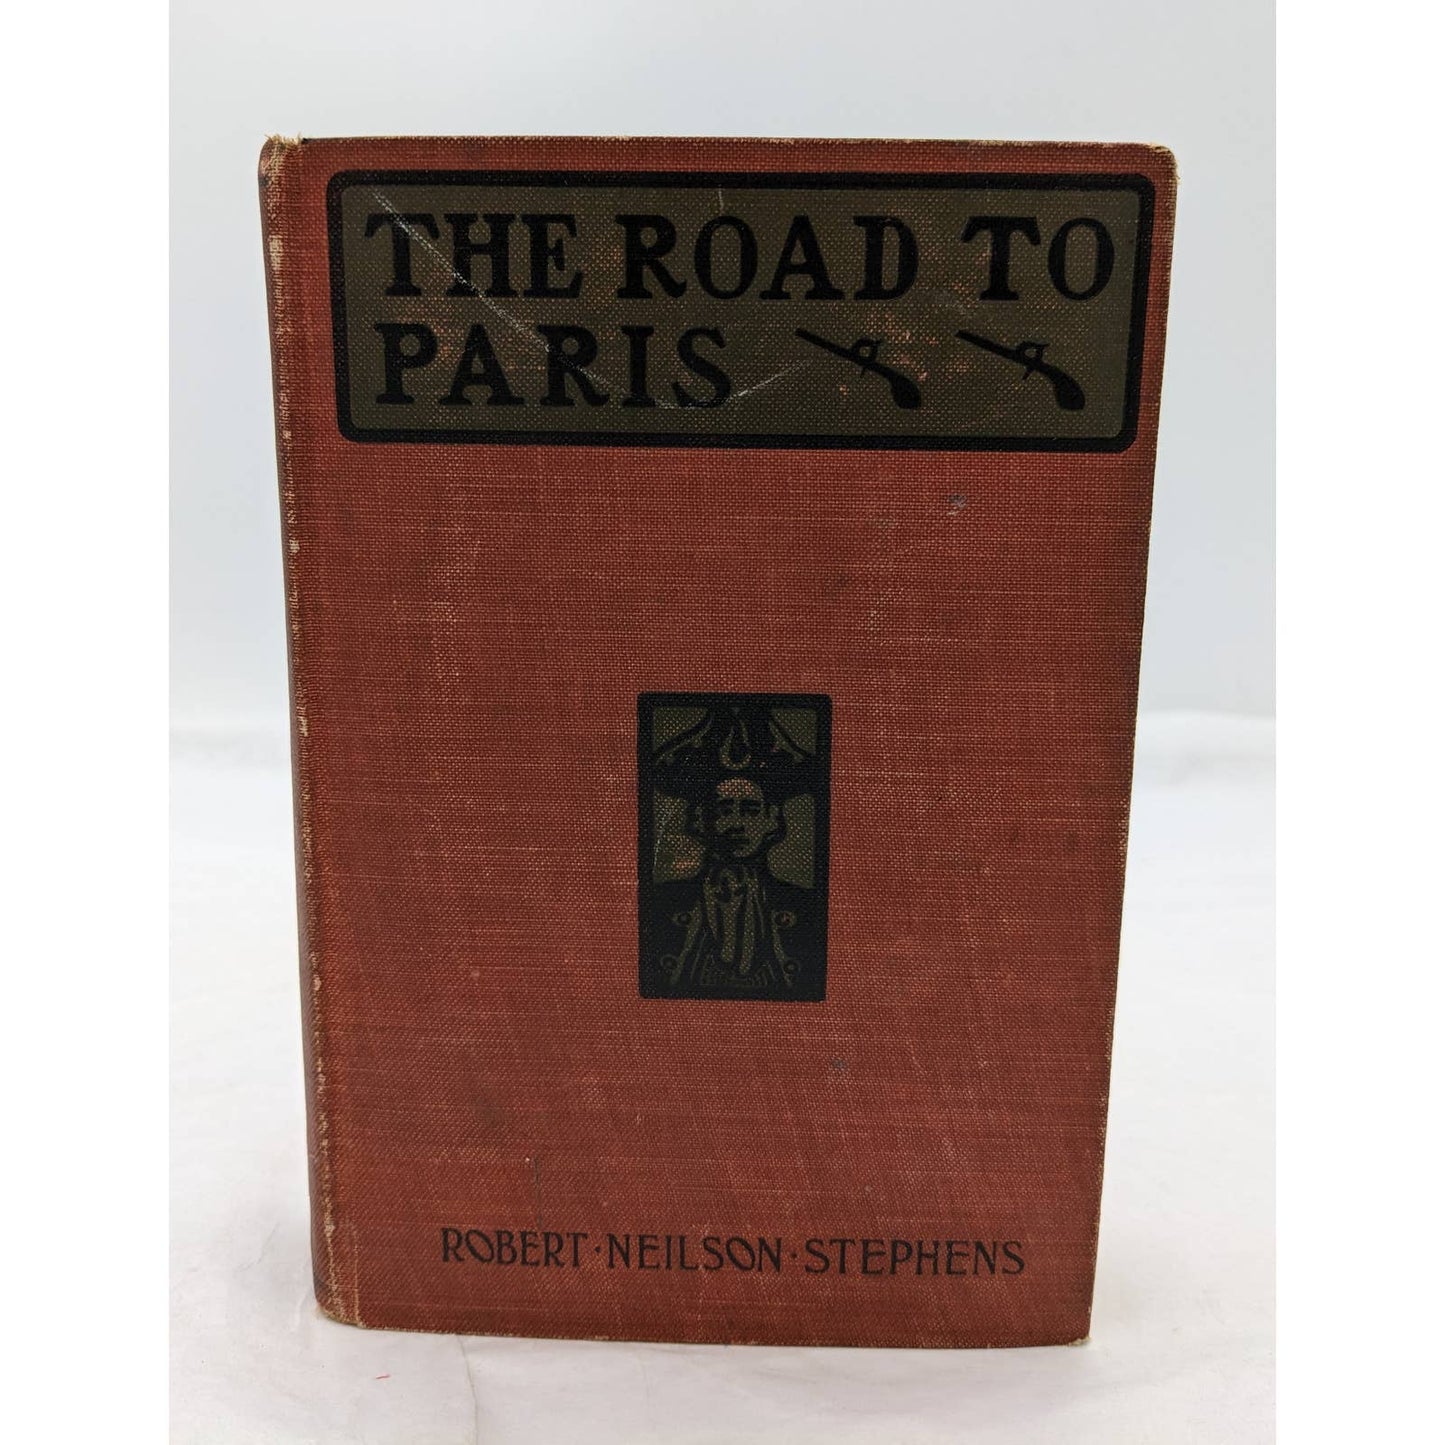 THE ROAD TO
PARIS
ROBERT·NEILSON·STEPHENS